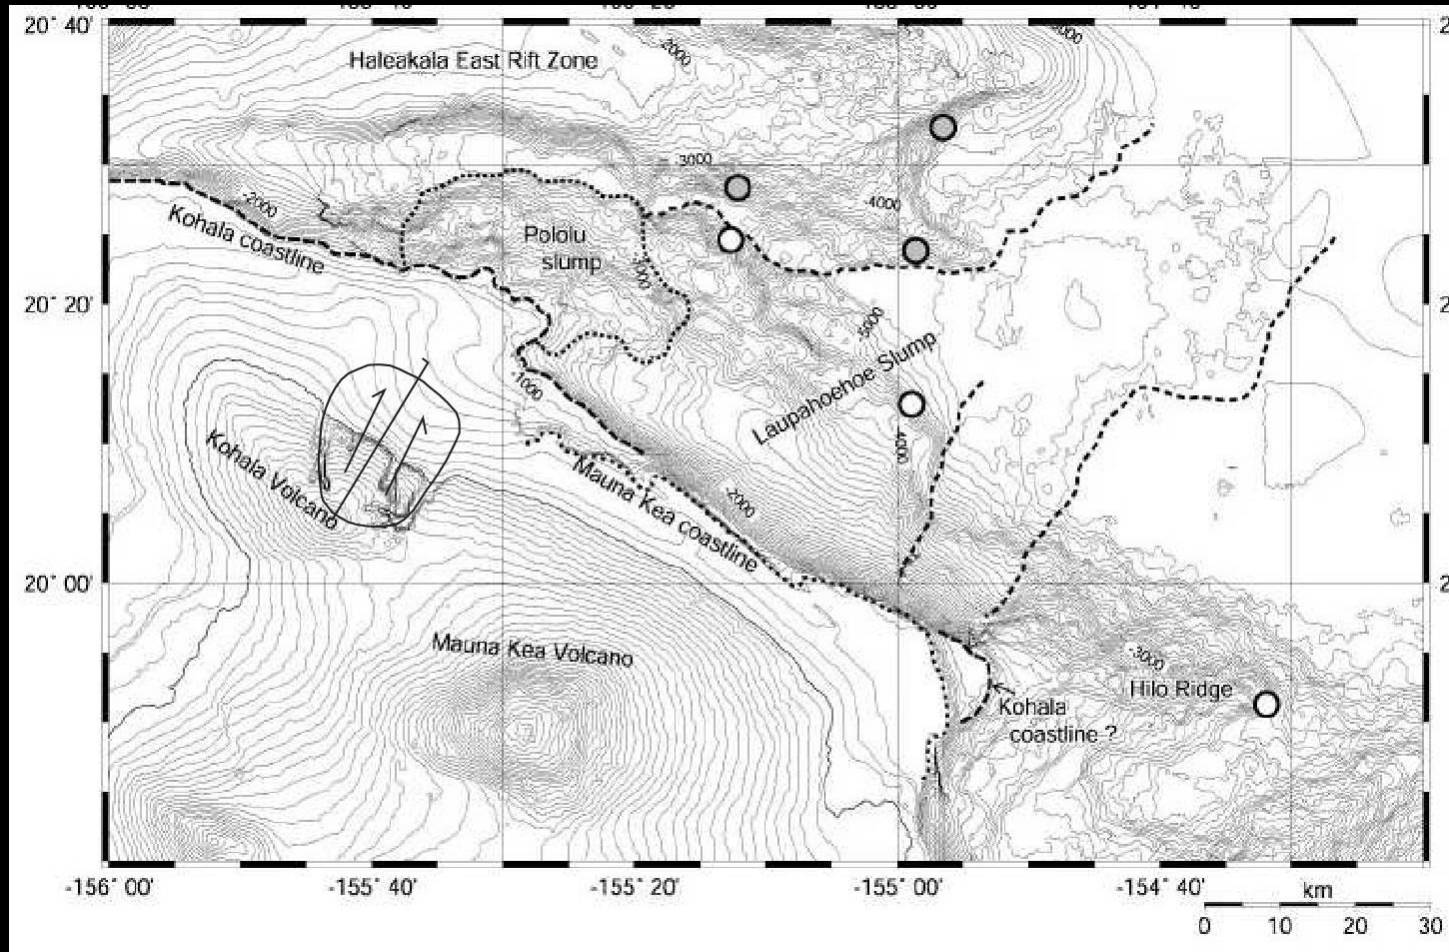 20° 40'
Haleakala East Rift Zone
-2000
3000
-2000
-4000
Kohala coastline
Pololu
slump
20° 20'
-5000
-1000
Laupahoehoe Slump
4000
Kohala Volcano
Mauna Kea coastline
-2000
20° 00'
Mauna Kea Volcano
-3000
Hilo Ridge
Kohala
coastline ?
-156° 00'
-155° 40'
-155° 20'
-155° 00'
-154° 40'
km
0 10 20 30